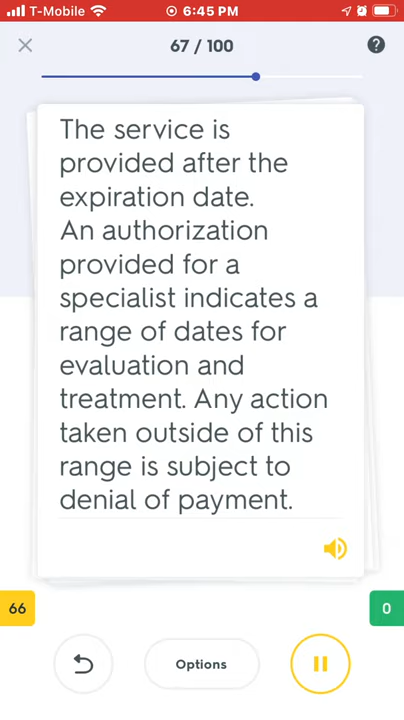 T-Mobile 6:45 PM
67 / 100
?
The service is
provided after the
expiration date.
An authorization
provided for a
specialist indicates a
range of dates for
evaluation and
treatment. Any action
taken outside of this
range is subject to
denial of payment.
66
0
Options